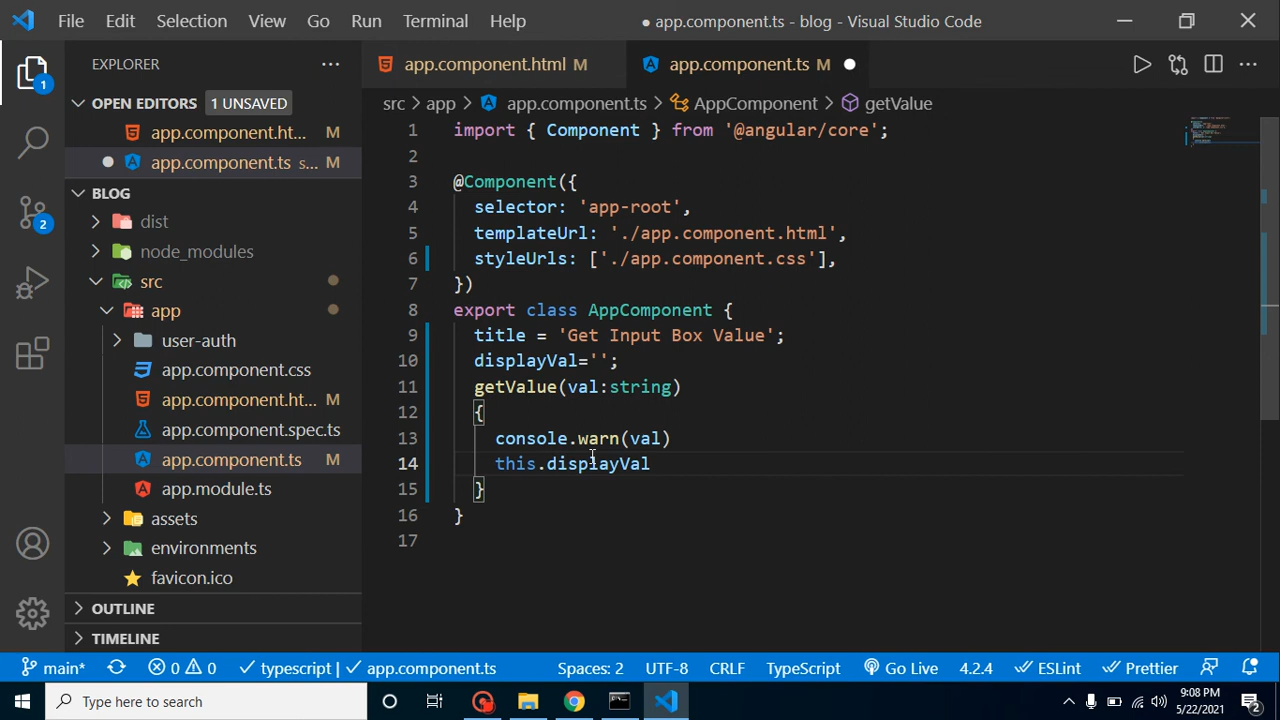 File Edit Selection View Go Run Terminal Help ● app.component.ts - blog - Visual Studio Code
EXPLORER ···
app.component.html M app.component.ts M
OPEN EDITORS 1 UNSAVED
src > app > app.component.ts > AppComponent > getValue
app.component.ht... M
app.component.ts s... M
BLOG
dist
node_modules
src
app
user-auth
app.component.css
app.component.ht... M
app.component.spec.ts
app.component.ts M
app.module.ts
assets
environments
favicon.ico
OUTLINE
TIMELINE
1 import { Component } from '@angular/core';
2
3 @Component({
4 selector: 'app-root',
5 templateUrl: './app.component.html',
6 styleUrls: ['./app.component.css'],
7 })
8 export class AppComponent {
9 title = 'Get Input Box Value';
10 displayVal='';
11 getValue(val:string)
12 {
13 console.warn(val)
14 this.displayVal
15 }
16 }
17
1
2
main* 0 0 typescript | app.component.ts Spaces: 2 UTF-8 CRLF TypeScript Go Live 4.2.4 ESLint Prettier
Type here to search
9:08 PM
5/22/2021
2